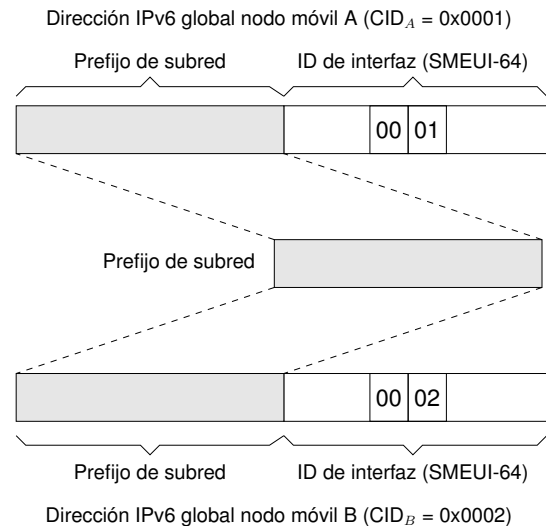 Dirección IPv6 global nodo móvil A (CID_A = 0x0001)
Prefijo de subred ID de interfaz (SMEUI-64)
00 01
Prefijo de subred
00 02
Prefijo de subred ID de interfaz (SMEUI-64)
Dirección IPv6 global nodo móvil B (CID_B = 0x0002)